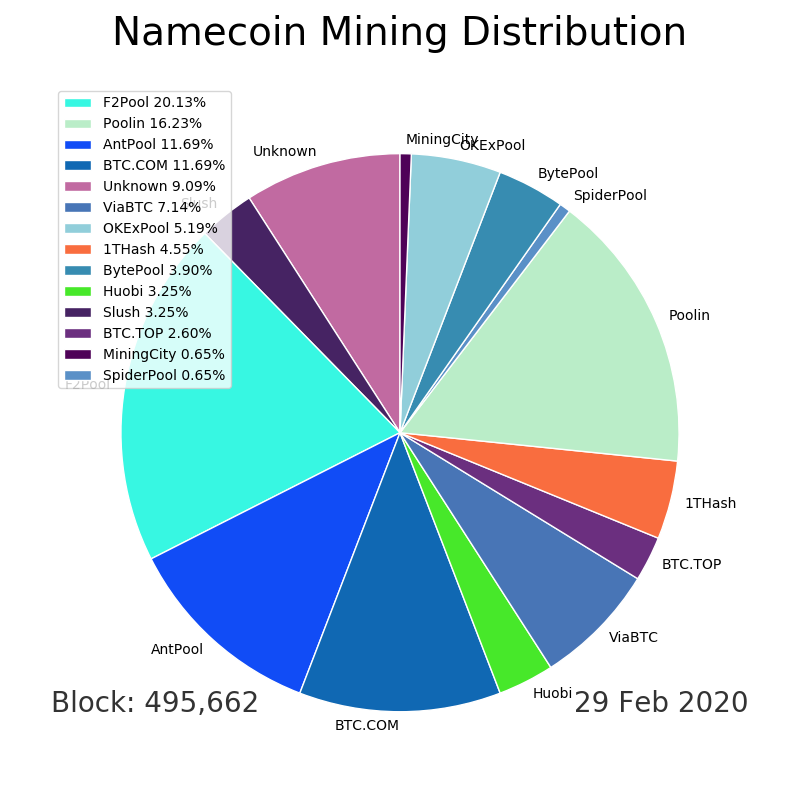 Namecoin Mining Distribution
F2Pool 20.13%
Poolin 16.23%
AntPool 11.69%
BTC.COM 11.69%
Unknown 9.09%
ViaBTC 7.14%
OKExPool 5.19%
1THash 4.55%
BytePool 3.90%
Huobi 3.25%
Slush 3.25%
BTC.TOP 2.60%
MiningCity 0.65%
SpiderPool 0.65%
MiningCity
OKExPool
BytePool
SpiderPool
Poolin
1THash
BTC.TOP
ViaBTC
Huobi
BTC.COM
AntPool
F2Pool
Slush
Unknown
Block: 495,662
29 Feb 2020